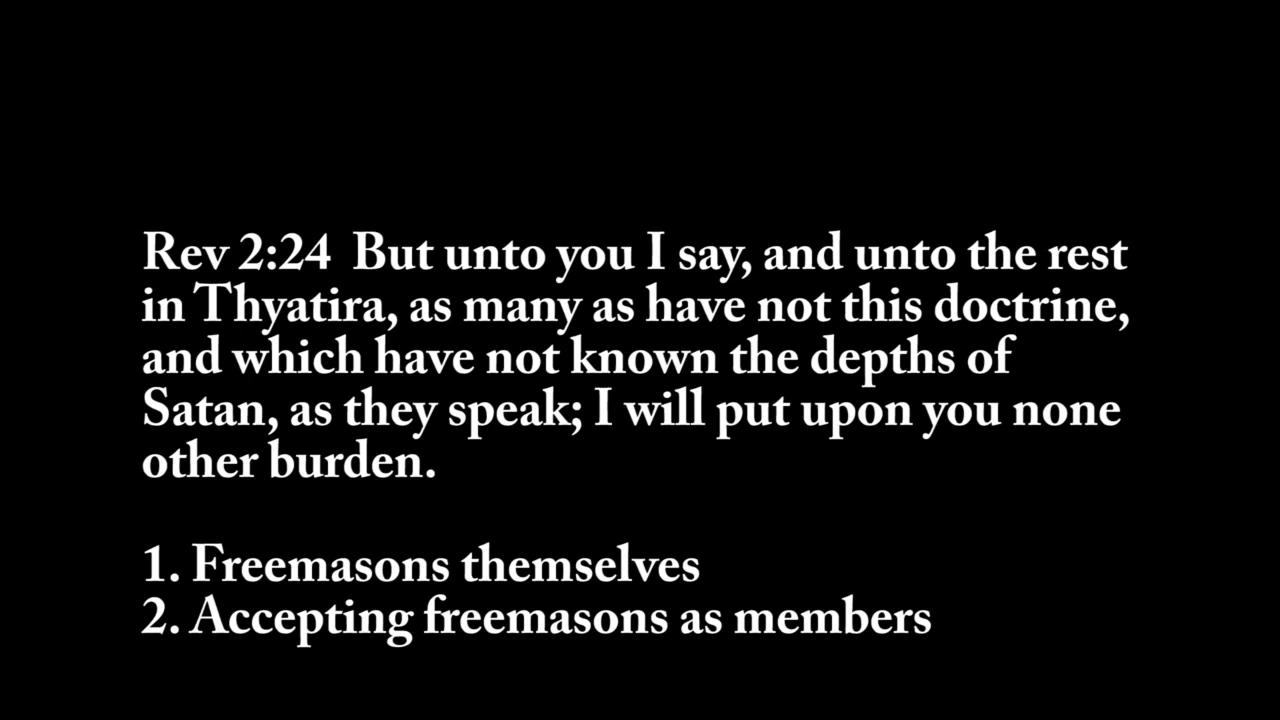 Rev 2:24  But unto you I say, and unto the rest
in Thyatira, as many as have not this doctrine,
and which have not known the depths of
Satan, as they speak; I will put upon you none
other burden.
1. Freemasons themselves
2. Accepting freemasons as members